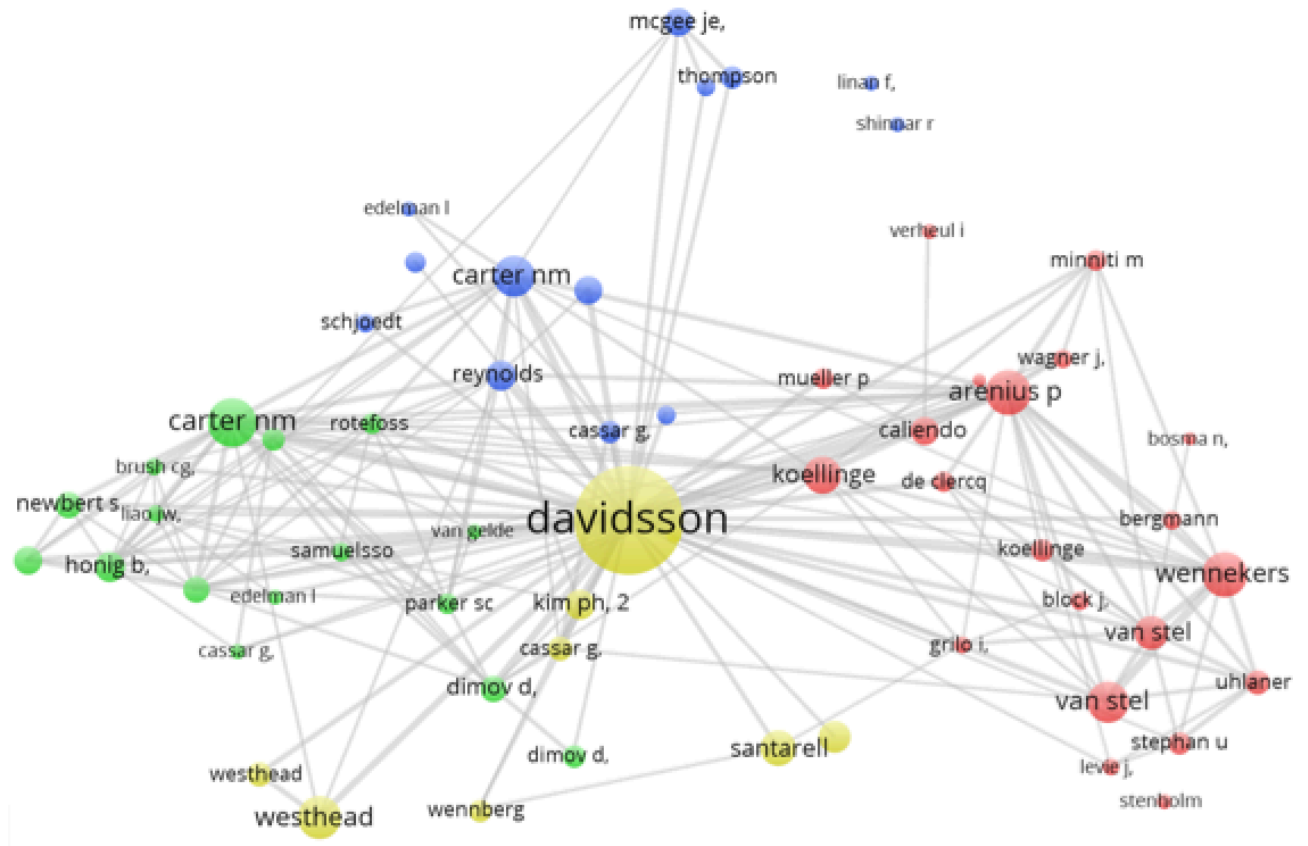 mcgee je,
thompson
linan f,
shinnar r
edelman l
verheul i
minniti m
carter nm
schjoedt
wagner j,
reynolds
mueller p
arenius p
carter nm
rotefoss
cassar g,
caliendo
bosma n,
brush cg,
koellinge
de clercq
newbert s
liao jw,
davidsson
bergmann
van gelde
samuelsso
koellinge
honig b,
wennekers
edelman l
parker sc
kim ph, 2
block j,
cassar g,
cassar g,
grilo i,
van stel
dimov d,
uhlaner
van stel
santarell
stephan u
dimov d,
levie j,
westhead
stenholm
westhead
wennberg